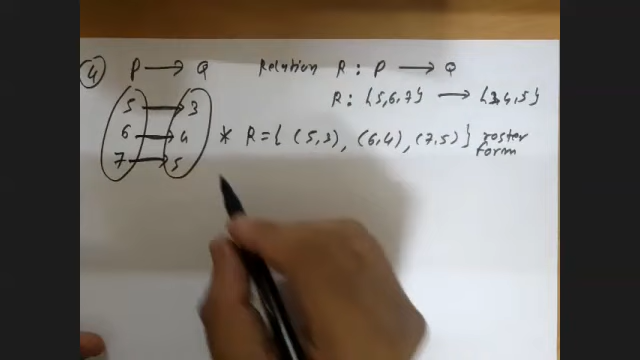 ④ P → Q Relation R : P → Q
R : {5,6,7} → {3,4,5}
5 → 3
6 → 4 * R = { (5,3), (6,4), (7,5) } roster form
7 → 5